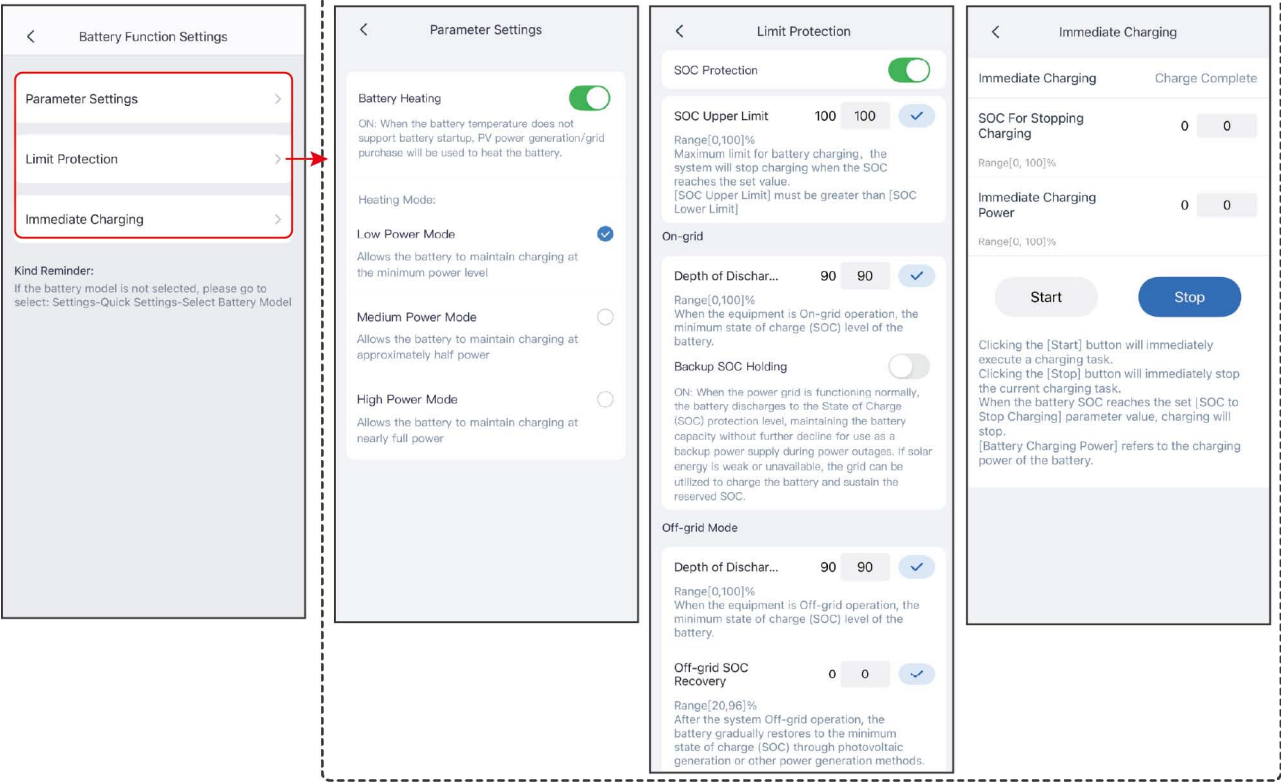 Battery Function Settings
Parameter Settings
Limit Protection
Immediate Charging
Kind Reminder:
If the battery model is not selected, please go to
select: Settings-Quick Settings-Select Battery Model
Parameter Settings
Battery Heating
ON: When the battery temperature does not
support battery startup, PV power generation/grid
purchase will be used to heat the battery.
Heating Mode:
Low Power Mode
Allows the battery to maintain charging at
the minimum power level
Medium Power Mode
Allows the battery to maintain charging at
approximately half power
High Power Mode
Allows the battery to maintain charging at
nearly full power
Limit Protection
SOC Protection
SOC Upper Limit 100 100
Range[0,100]%
Maximum limit for battery charging, the
system will stop charging when the SOC
reaches the set value.
[SOC Upper Limit] must be greater than [SOC
Lower Limit]
On-grid
Depth of Dischar... 90 90
Range[0,100]%
When the equipment is On-grid operation, the
minimum state of charge (SOC) level of the
battery.
Backup SOC Holding
ON: When the power grid is functioning normally,
the battery discharges to the State of Charge
(SOC) protection level, maintaining the battery
capacity without further decline for use as a
backup power supply during power outages. If solar
energy is weak or unavailable, the grid can be
utilized to charge the battery and sustain the
reserved SOC.
Off-grid Mode
Depth of Dischar... 90 90
Range[0,100]%
When the equipment is Off-grid operation, the
minimum state of charge (SOC) level of the
battery.
Off-grid SOC
Recovery 0 0
Range[20,96]%
After the system Off-grid operation, the
battery gradually restores to the minimum
state of charge (SOC) through photovoltaic
generation or other power generation methods.
Immediate Charging
Immediate Charging Charge Complete
SOC For Stopping
Charging 0 0
Range[0, 100]%
Immediate Charging
Power 0 0
Range[0, 100]%
Start Stop
Clicking the [Start] button will immediately
execute a charging task.
Clicking the [Stop] button will immediately stop
the current charging task.
When the battery SOC reaches the set [SOC to
Stop Charging] parameter value, charging will
stop.
[Battery Charging Power] refers to the charging
power of the battery.